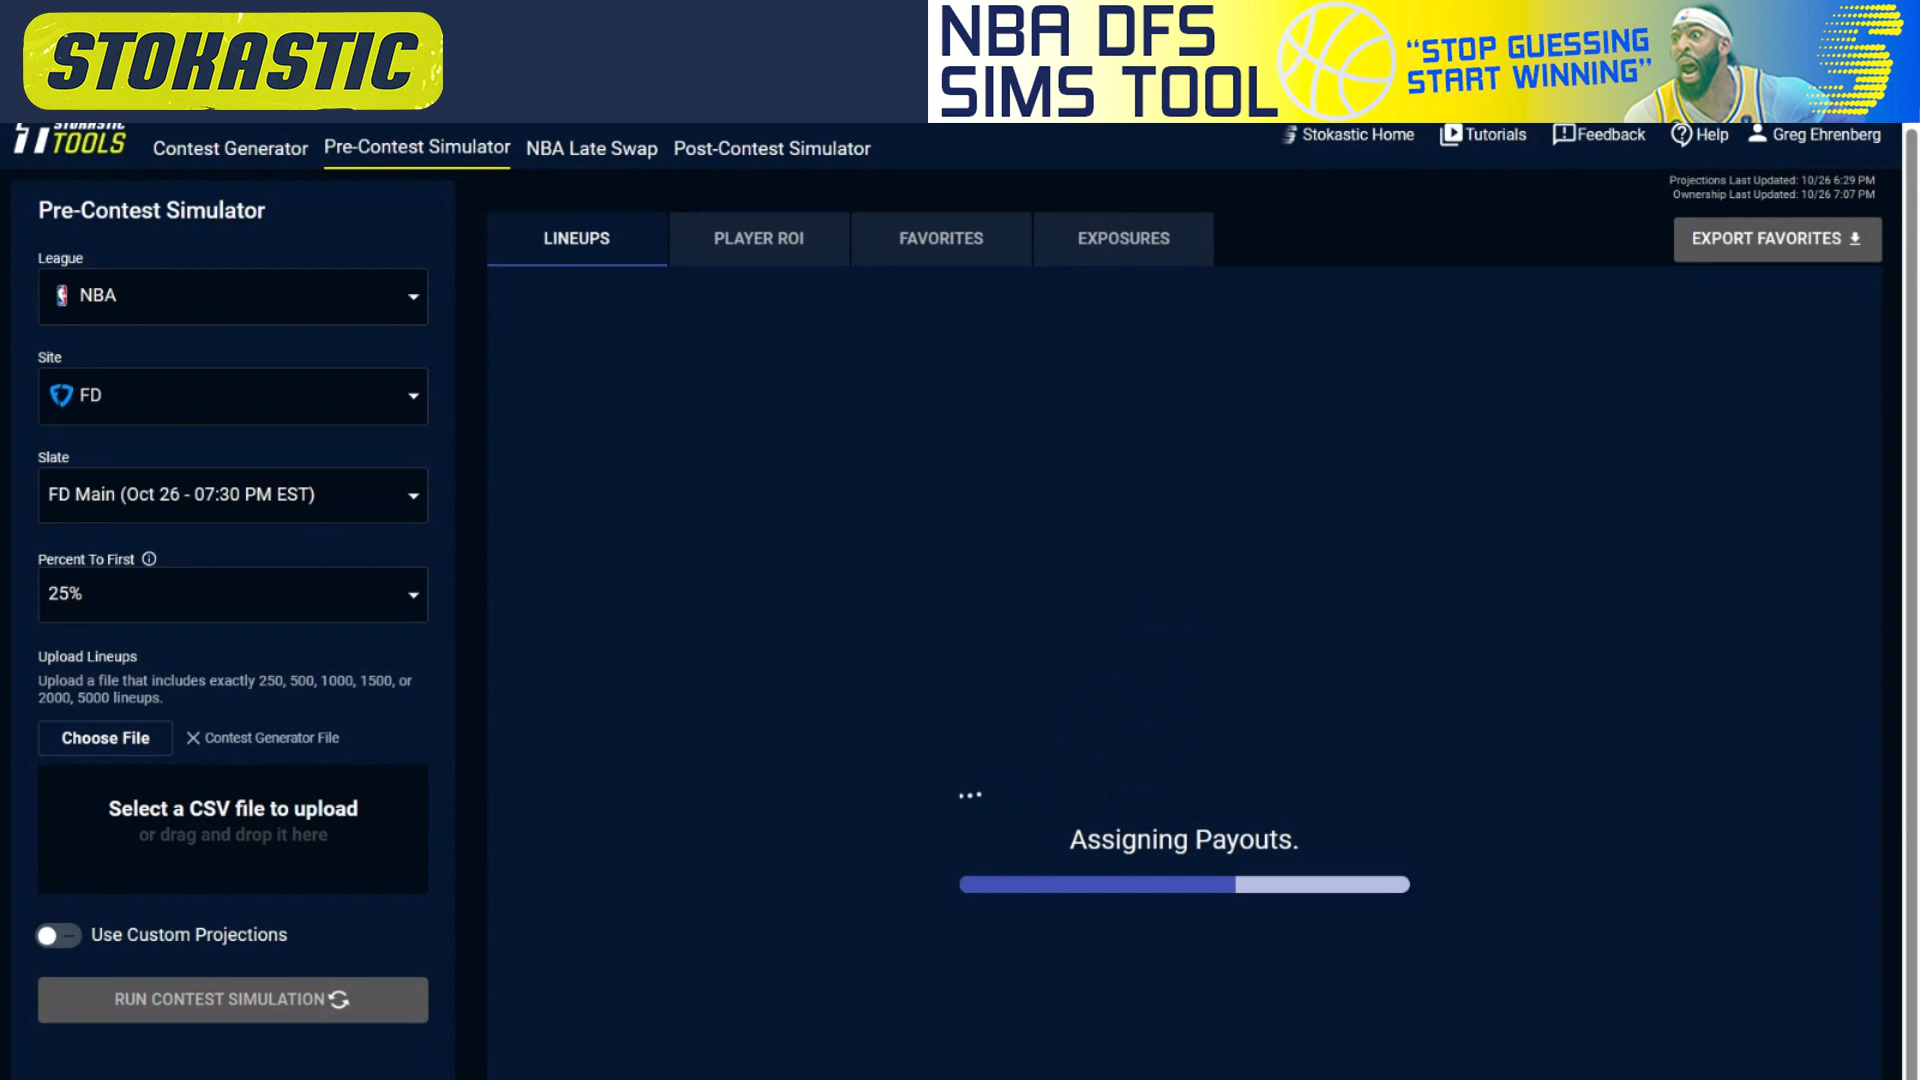 STOKASTIC
NBA DFS
SIMS TOOL
“STOP GUESSING
START WINNING”
STOKASTIC
TOOLS
Contest Generator
Pre-Contest Simulator
NBA Late Swap
Post-Contest Simulator
Stokastic Home
Tutorials
Feedback
Help
Greg Ehrenberg
Projections Last Updated: 10/26 6:29 PM
Ownership Last Updated: 10/26 7:07 PM
Pre-Contest Simulator
League
NBA
Site
FD
Slate
FD Main (Oct 26 - 07:30 PM EST)
Percent To First
25%
Upload Lineups
Upload a file that includes exactly 250, 500, 1000, 1500, or
2000, 5000 lineups.
Choose File
Contest Generator File
Select a CSV file to upload
or drag and drop it here
Use Custom Projections
RUN CONTEST SIMULATION
LINEUPS
PLAYER ROI
FAVORITES
EXPOSURES
EXPORT FAVORITES
...
Assigning Payouts.